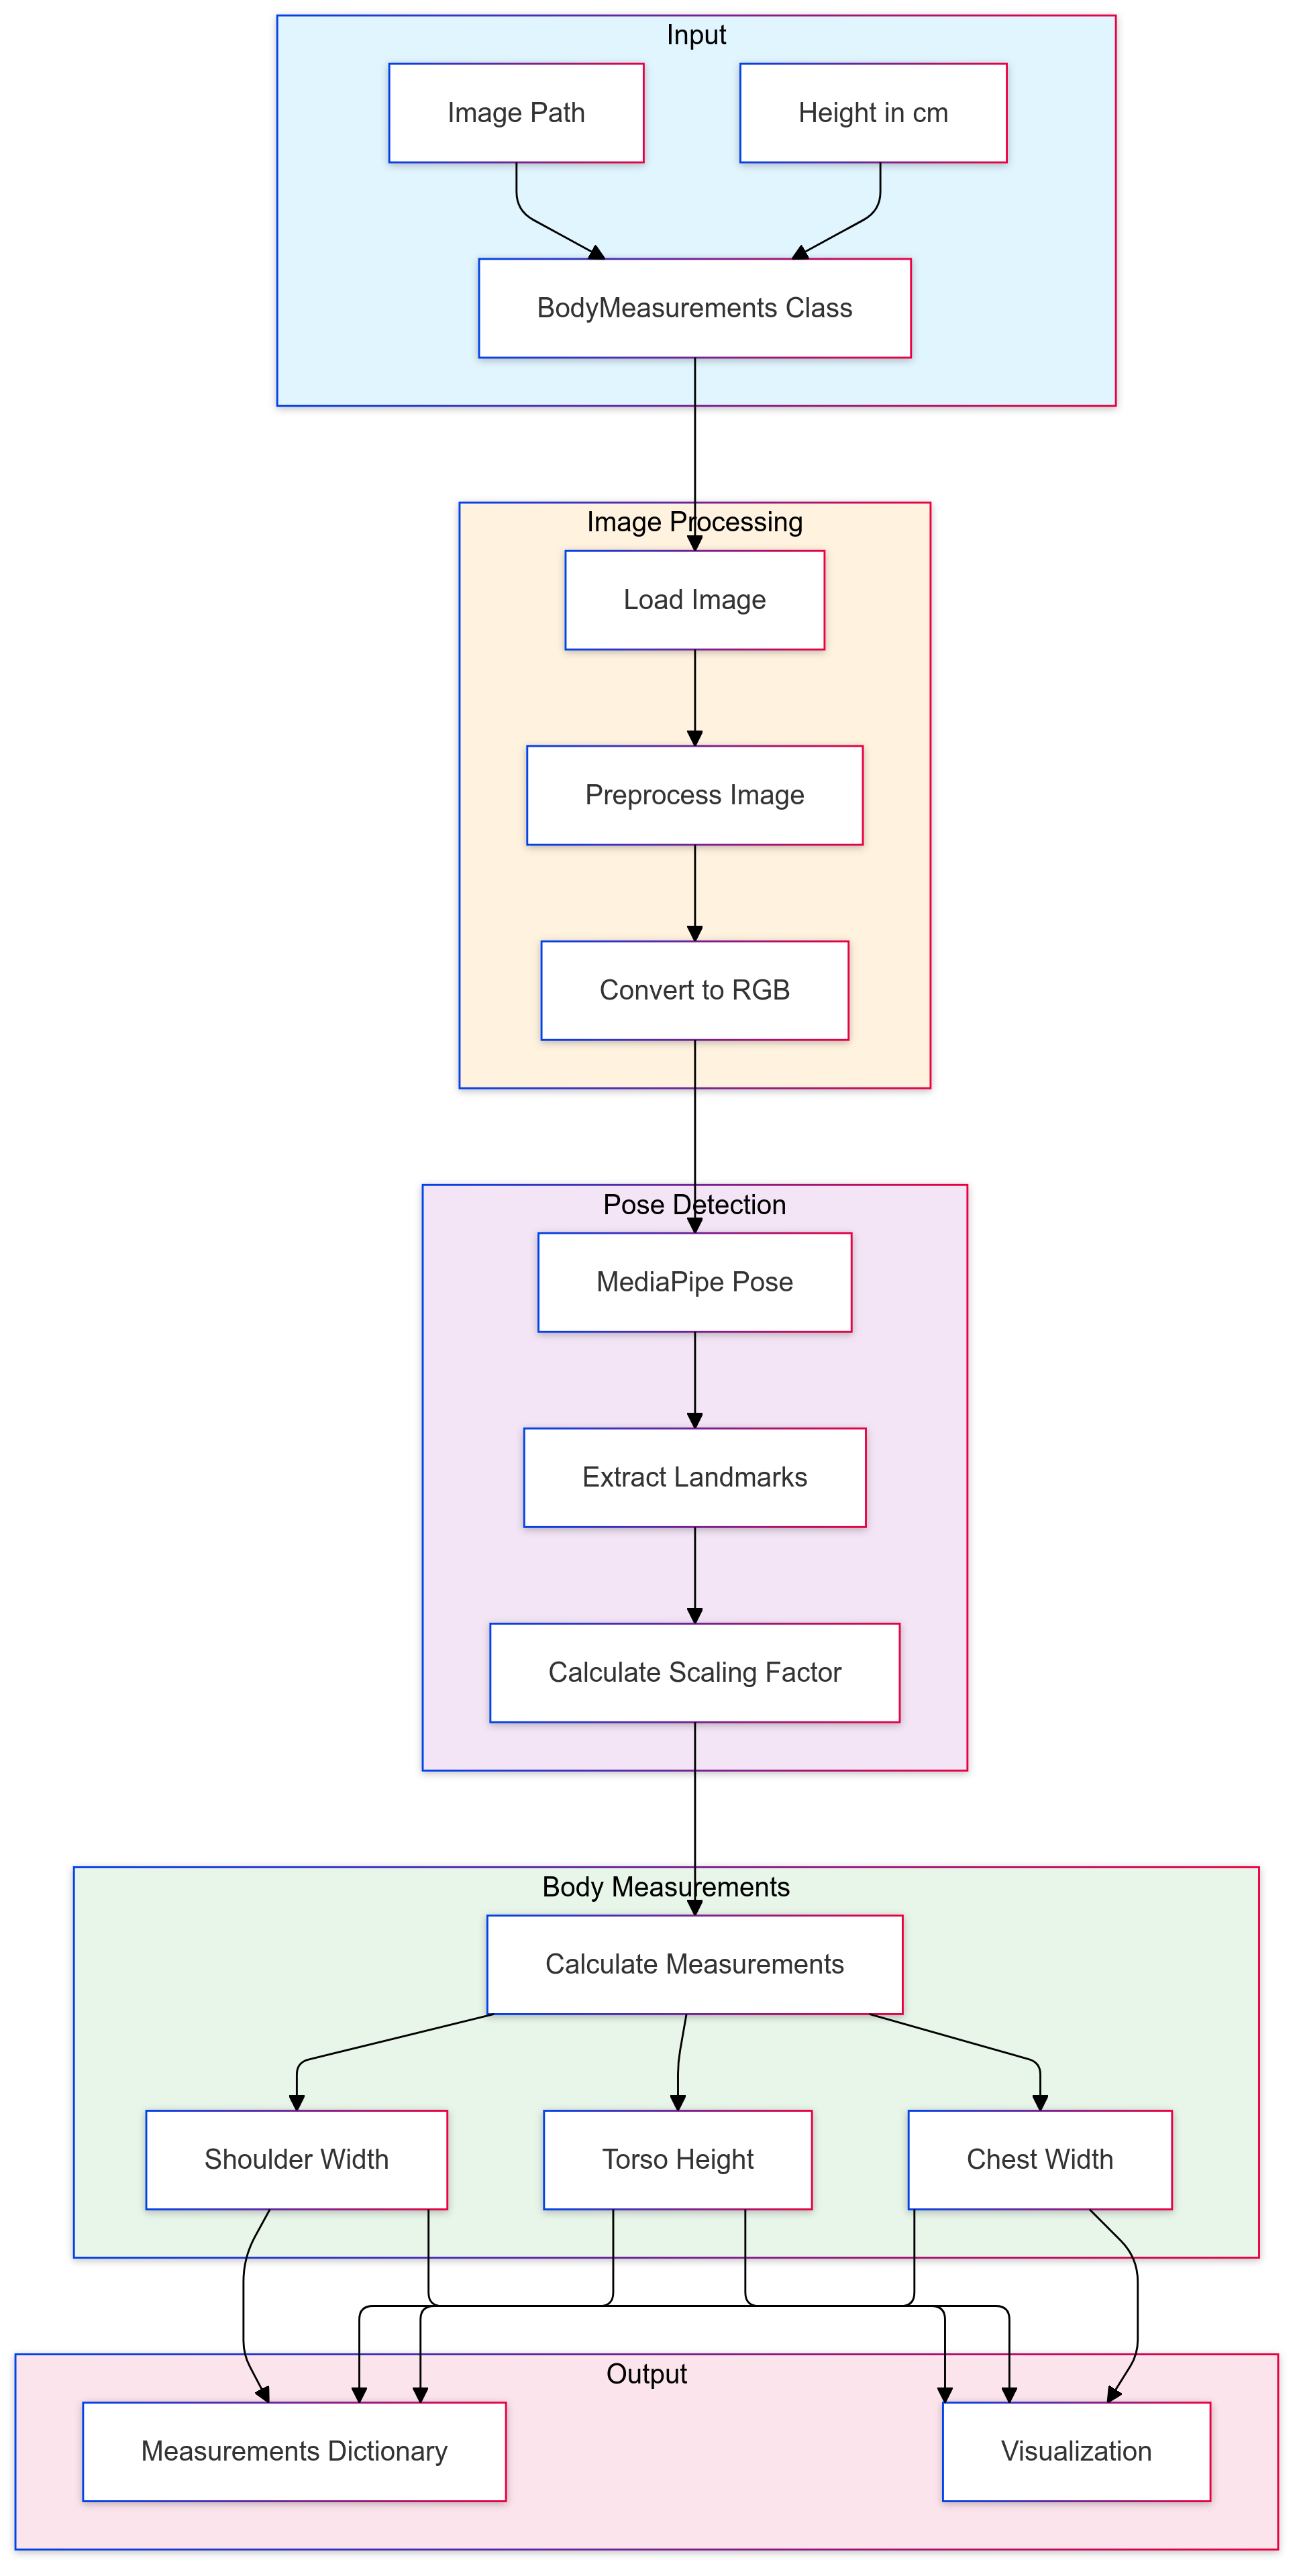 Input
Image Path
Height in cm
BodyMeasurements Class
Image Processing
Load Image
Preprocess Image
Convert to RGB
Pose Detection
MediaPipe Pose
Extract Landmarks
Calculate Scaling Factor
Body Measurements
Calculate Measurements
Shoulder Width
Torso Height
Chest Width
Output
Measurements Dictionary
Visualization